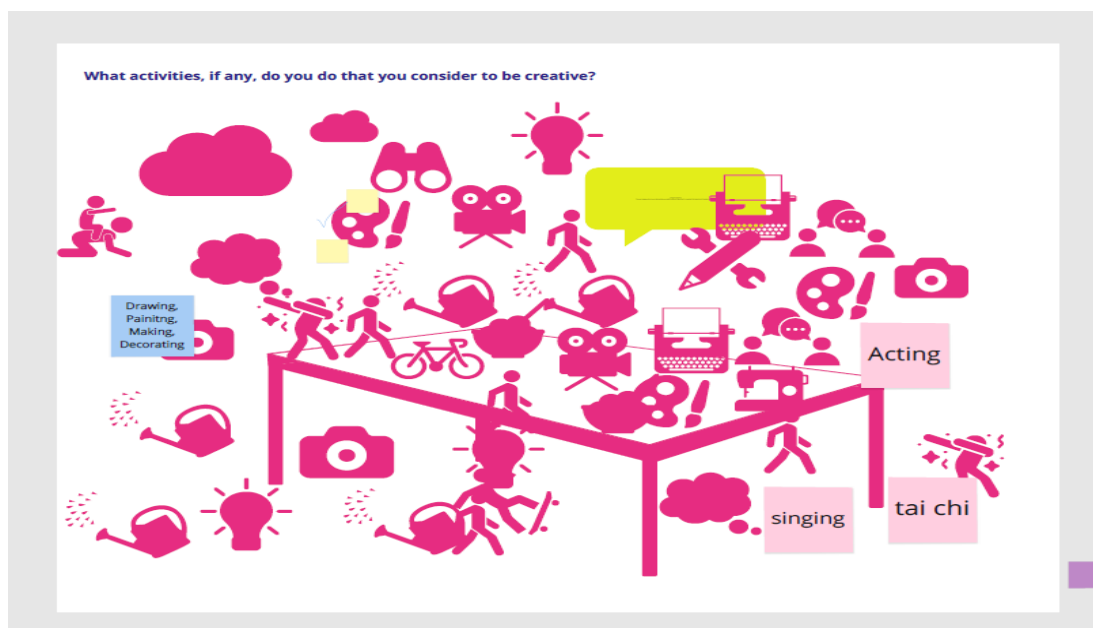 What activities, if any, do you do that you consider to be creative?
Drawing,
Painitng,
Making,
Decorating
Acting
singing
tai chi